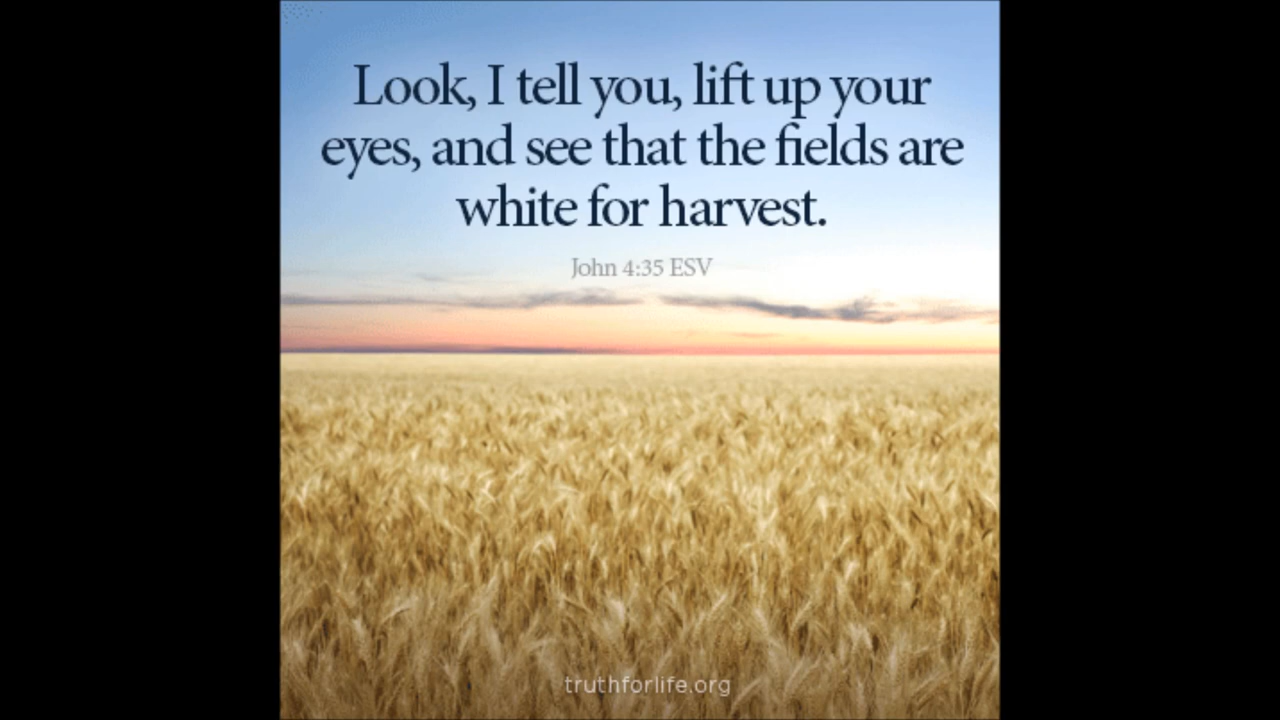 Look, I tell you, lift up your
eyes, and see that the fields are
white for harvest.
John 4:35 ESV
truthforlife.org